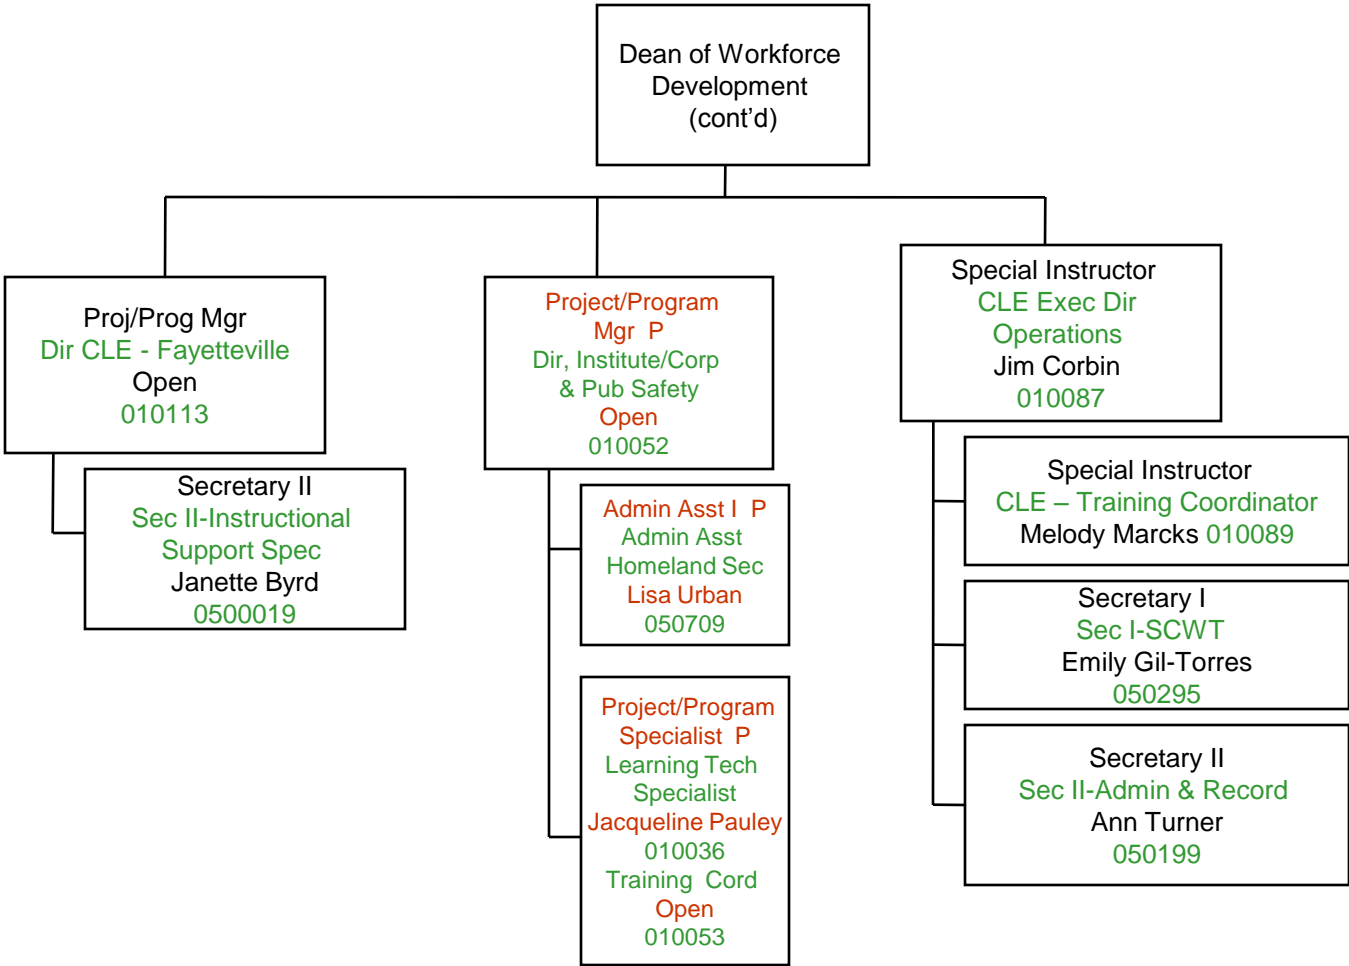 Dean of Workforce
Development
(cont’d)
Proj/Prog Mgr
Dir CLE - Fayetteville
Open
010113
Secretary II
Sec II-Instructional
Support Spec
Janette Byrd
0500019
Project/Program
Mgr P
Dir, Institute/Corp
& Pub Safety
Open
010052
Admin Asst I P
Admin Asst
Homeland Sec
Lisa Urban
050709
Project/Program
Specialist P
Learning Tech
Specialist
Jacqueline Pauley
010036
Training Cord
Open
010053
Special Instructor
CLE Exec Dir
Operations
Jim Corbin
010087
Special Instructor
CLE – Training Coordinator
Melody Marcks 010089
Secretary I
Sec I-SCWT
Emily Gil-Torres
050295
Secretary II
Sec II-Admin & Record
Ann Turner
050199